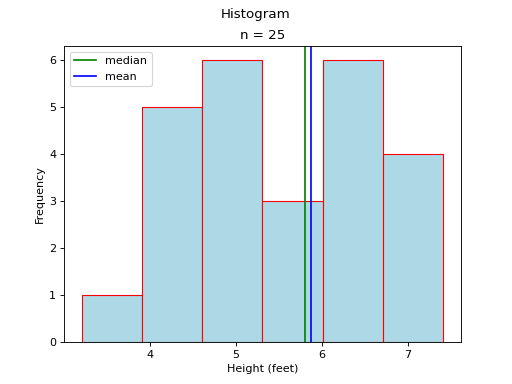 Histogram
n = 25
median
mean
6
5
4
3
2
1
0
Frequency
4 5 6 7
Height (feet)